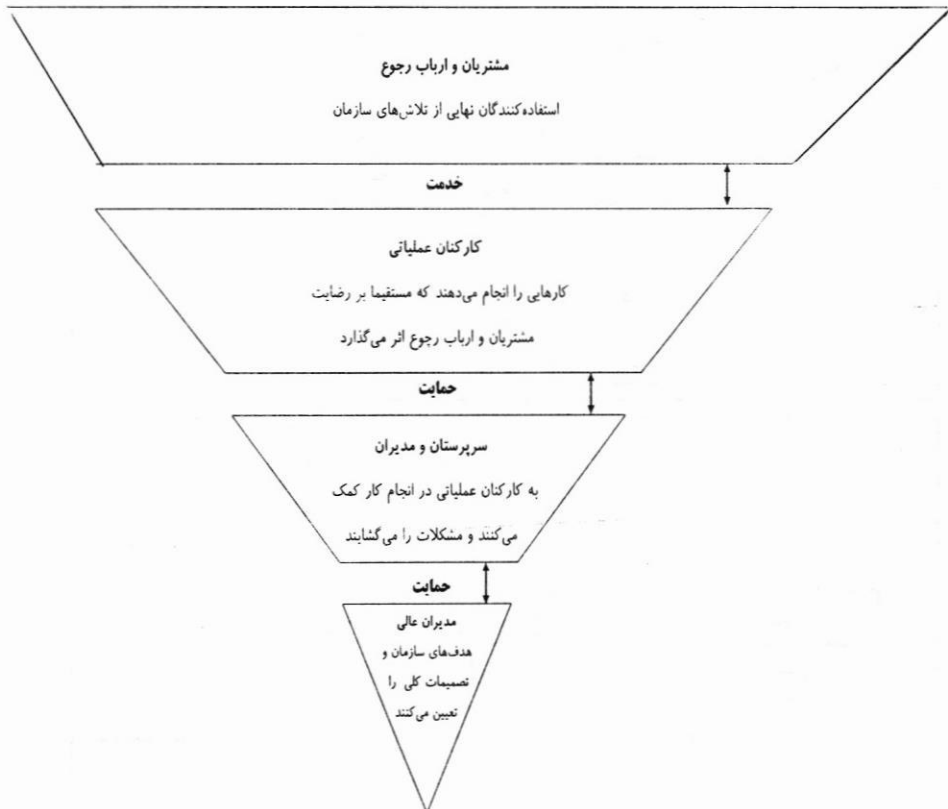 مشتریان و ارباب رجوع
استفاده‌کنندگان نهایی از تلاش‌های سازمان
خدمت
کارکنان عملیاتی
کارهایی را انجام می‌دهند که مستقیما بر رضایت
مشتریان و ارباب رجوع اثر می‌گذارد
حمایت
سرپرستان و مدیران
به کارکنان عملیاتی در انجام کار کمک
می‌کنند و مشکلات را می‌گشایند
حمایت
مدیران عالی
هدف‌های سازمان و
تصمیمات کلی را
تعیین می‌کنند